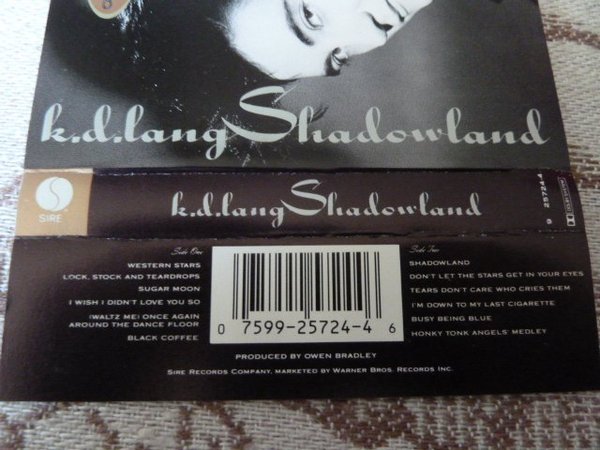 8
k.d.lang Shadowland
SIRE
k.d.lang Shadowland
9 25724-4
DOLBY SYSTEM
Side One
WESTERN STARS
LOCK, STOCK AND TEARDROPS
SUGAR MOON
I WISH I DIDN'T LOVE YOU SO
(WALTZ ME) ONCE AGAIN
AROUND THE DANCE FLOOR
BLACK COFFEE
0 7599-25724-4 6
Side Two
SHADOWLAND
DON'T LET THE STARS GET IN YOUR EYES
TEARS DON'T CARE WHO CRIES THEM
I'M DOWN TO MY LAST CIGARETTE
BUSY BEING BLUE
HONKY TONK ANGELS' MEDLEY
PRODUCED BY OWEN BRADLEY
SIRE RECORDS COMPANY, MARKETED BY WARNER BROS. RECORDS INC.